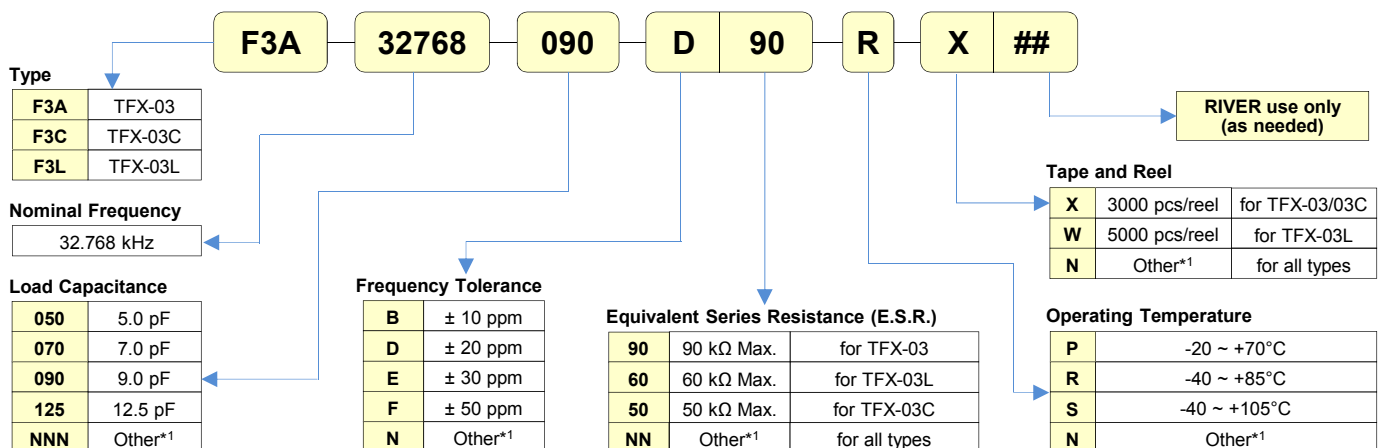 F3A 32768 090 D 90 R X ##
Type
F3A TFX-03
F3C TFX-03C
F3L TFX-03L
RIVER use only
(as needed)
Nominal Frequency
32.768 kHz
Tape and Reel
X 3000 pcs/reel for TFX-03/03C
W 5000 pcs/reel for TFX-03L
N Other*1 for all types
Load Capacitance
050 5.0 pF
070 7.0 pF
090 9.0 pF
125 12.5 pF
NNN Other*1
Frequency Tolerance
B ± 10 ppm
D ± 20 ppm
E ± 30 ppm
F ± 50 ppm
N Other*1
Equivalent Series Resistance (E.S.R.)
90 90 kΩ Max. for TFX-03
60 60 kΩ Max. for TFX-03L
50 50 kΩ Max. for TFX-03C
NN Other*1 for all types
Operating Temperature
P -20 ~ +70°C
R -40 ~ +85°C
S -40 ~ +105°C
N Other*1